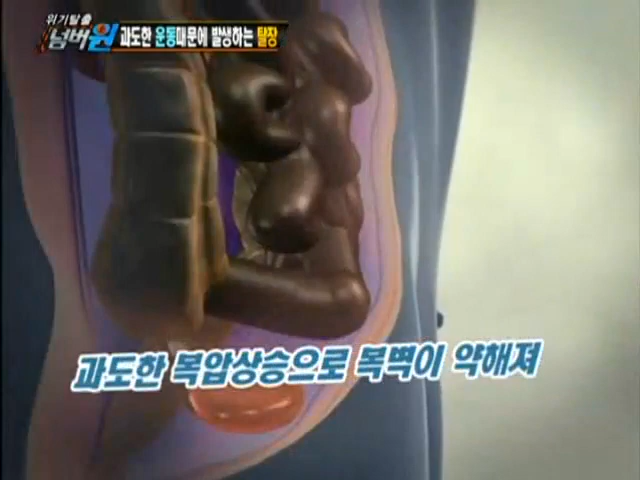 위기탈출
넘버원 과도한 운동때문에 발생하는 탈장
과도한 복압상승으로 복벽이 약해져